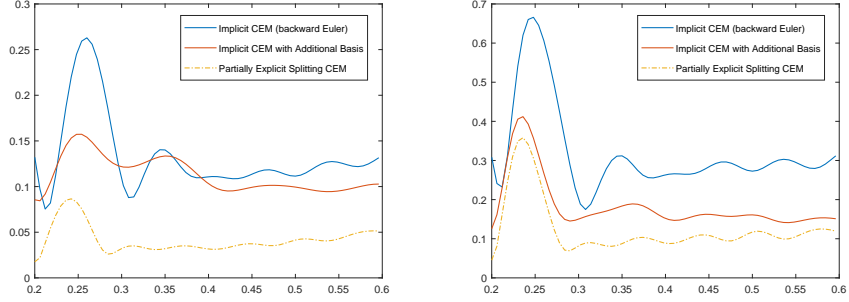 0.3
0.25
0.2
0.15
0.1
0.05
0
0.2 0.25 0.3 0.35 0.4 0.45 0.5 0.55 0.6
Implicit CEM (backward Euler)
Implicit CEM with Additional Basis
Partially Explicit Splitting CEM
0.7
0.6
0.5
0.4
0.3
0.2
0.1
0
0.2 0.25 0.3 0.35 0.4 0.45 0.5 0.55 0.6
Implicit CEM (backward Euler)
Implicit CEM with Additional Basis
Partially Explicit Splitting CEM